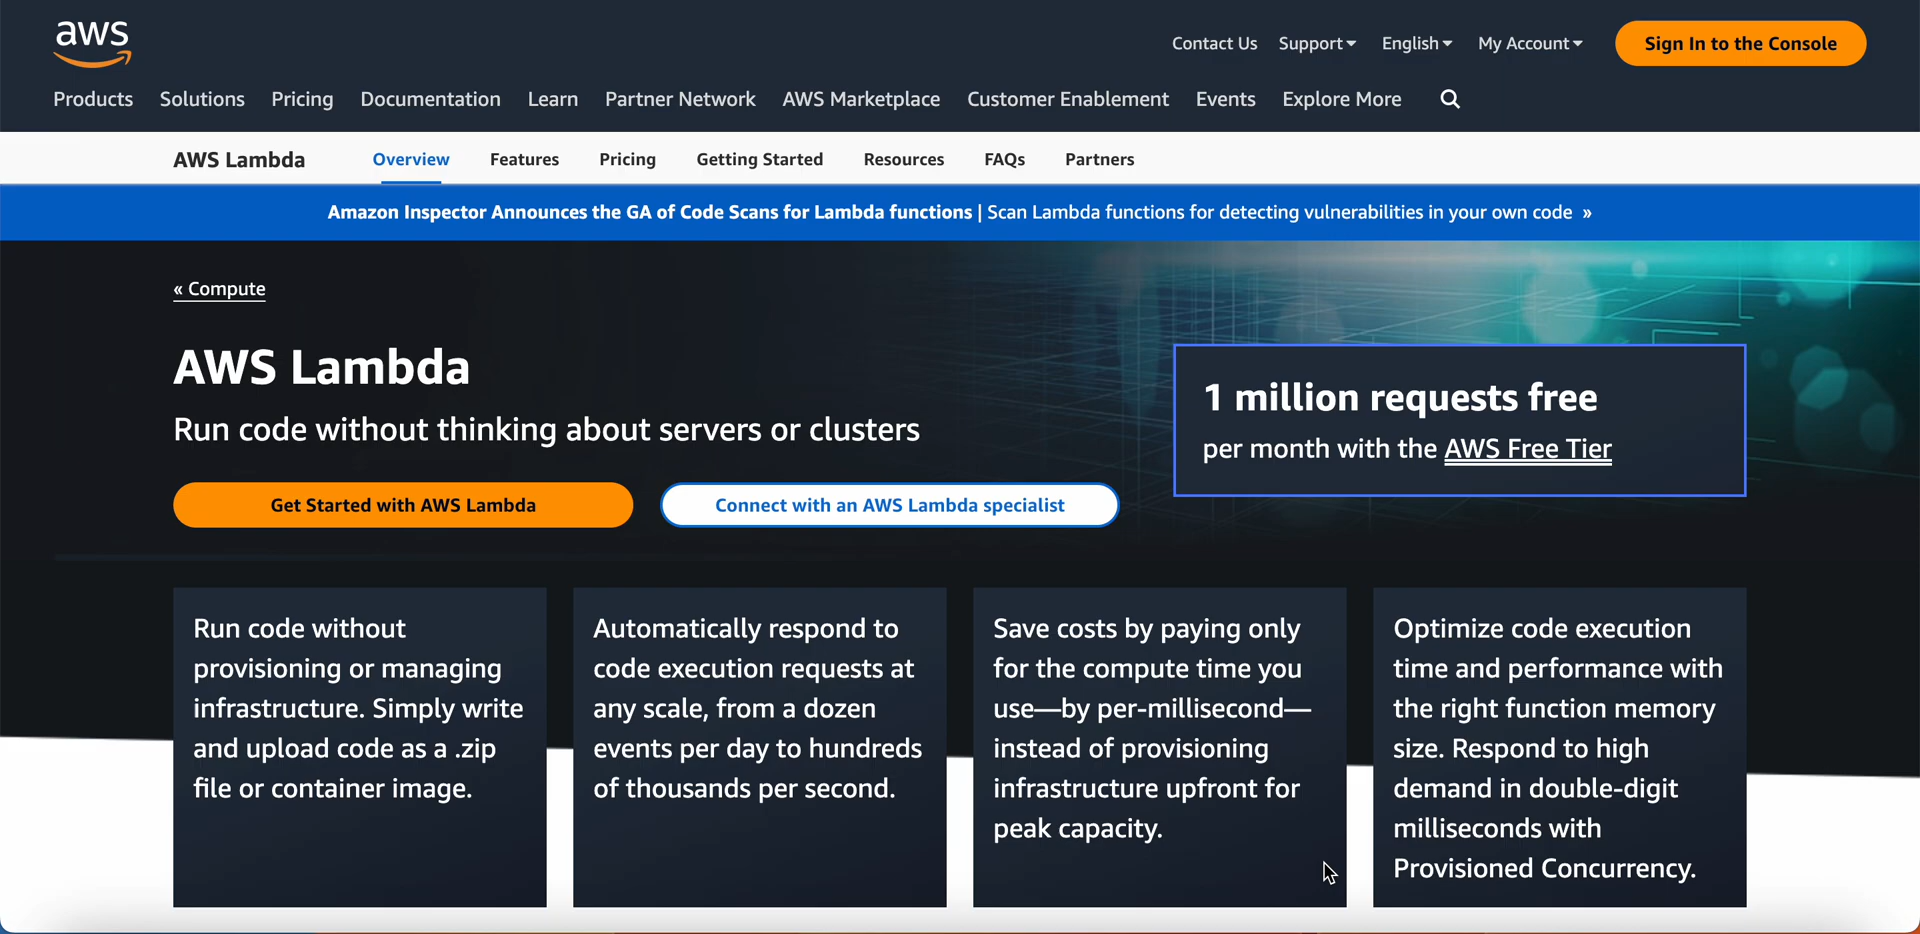 aws
Contact Us Support English My Account Sign In to the Console
Products Solutions Pricing Documentation Learn Partner Network AWS Marketplace Customer Enablement Events Explore More
AWS Lambda Overview Features Pricing Getting Started Resources FAQs Partners
Amazon Inspector Announces the GA of Code Scans for Lambda functions | Scan Lambda functions for detecting vulnerabilities in your own code »
« Compute
AWS Lambda
Run code without thinking about servers or clusters
Get Started with AWS Lambda
Connect with an AWS Lambda specialist
1 million requests free
per month with the AWS Free Tier
Run code without
provisioning or managing
infrastructure. Simply write
and upload code as a .zip
file or container image.
Automatically respond to
code execution requests at
any scale, from a dozen
events per day to hundreds
of thousands per second.
Save costs by paying only
for the compute time you
use—by per-millisecond—
instead of provisioning
infrastructure upfront for
peak capacity.
Optimize code execution
time and performance with
the right function memory
size. Respond to high
demand in double-digit
milliseconds with
Provisioned Concurrency.